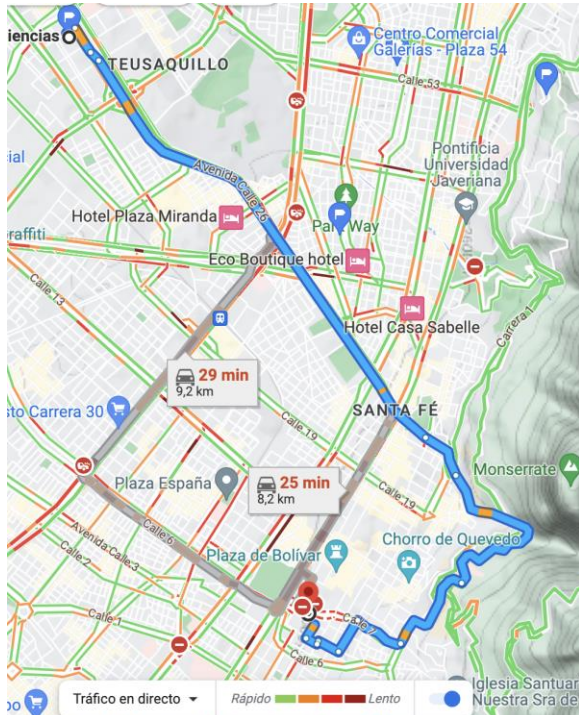 iencias
TEUSAQUILLO
Centro Comercial
Galerías - Plaza 54
Calle 53
Pontificia
Universidad
Javeriana
ial
Avenida Calle 26
Hotel Plaza Miranda
Park Way
raffiti
Eco Boutique hotel
Calle 13
Hotel Casa Sabelle
Carrera 1
29 min
9,2 km
Calle 19
sto Carrera 30
SANTA FÉ
Monserrate
Plaza España
25 min
8,2 km
Calle 19
Calle 6
Chorro de Quevedo
Plaza de Bolívar
Avenida Calle 3
Calle 2
Calle 1
Calle 7
Calle 6
Iglesia Santuar
Nuestra Sra de
po
Tráfico en directo
Rápido
Lento